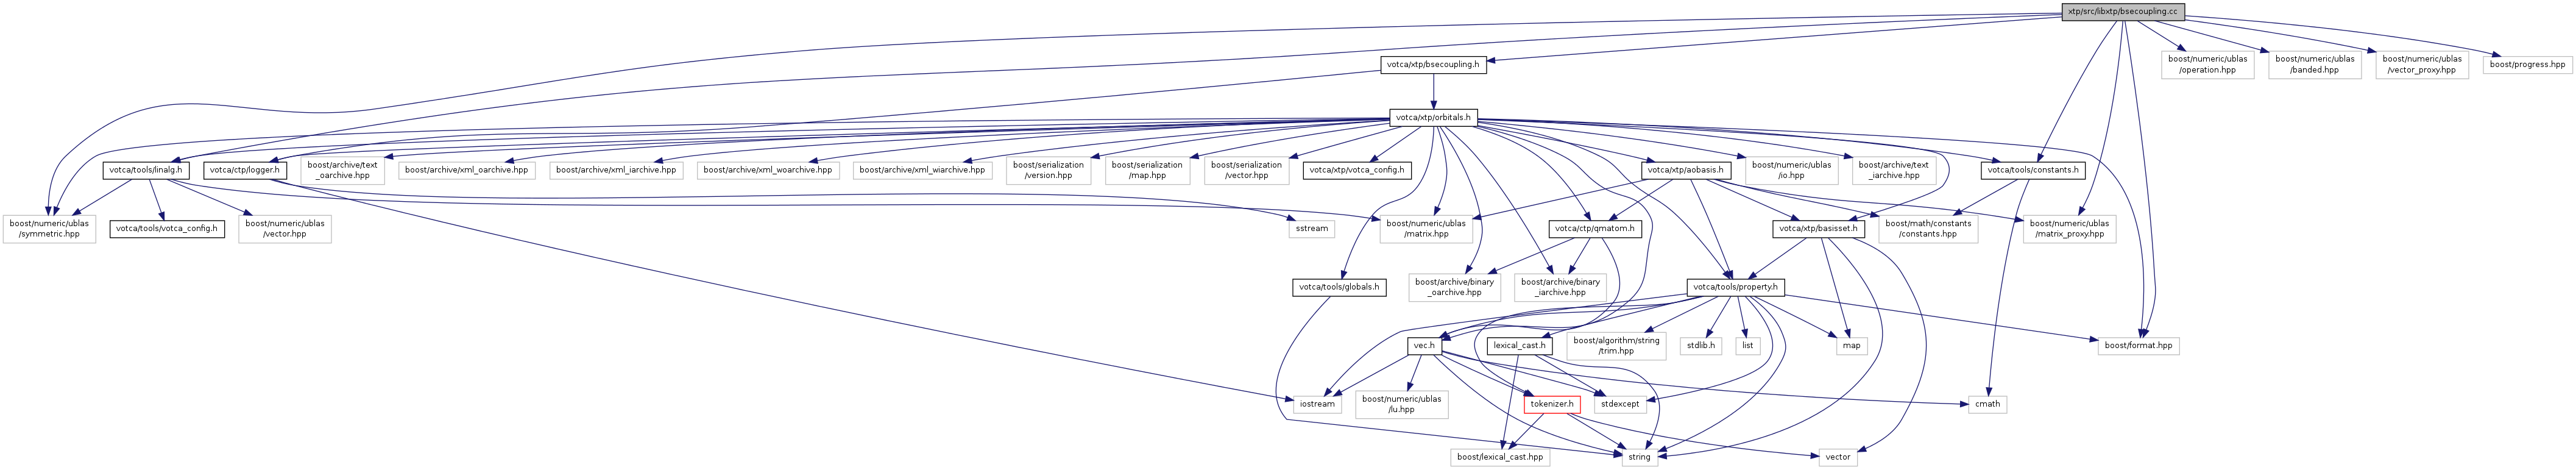 xtp/src/libxtp/bsecoupling.cc
votca/xtp/bsecoupling.h
boost/numeric/ublas
/operation.hpp
boost/numeric/ublas
/banded.hpp
boost/numeric/ublas
/vector_proxy.hpp
boost/progress.hpp
votca/xtp/orbitals.h
votca/tools/linalg.h
votca/ctp/logger.h
boost/archive/text
_oarchive.hpp
boost/archive/xml_oarchive.hpp
boost/archive/xml_iarchive.hpp
boost/archive/xml_woarchive.hpp
boost/archive/xml_wiarchive.hpp
boost/serialization
/version.hpp
boost/serialization
/map.hpp
boost/serialization
/vector.hpp
votca/xtp/votca_config.h
votca/xtp/aobasis.h
boost/numeric/ublas
/io.hpp
boost/archive/text
_iarchive.hpp
votca/tools/constants.h
boost/numeric/ublas
/symmetric.hpp
votca/tools/votca_config.h
boost/numeric/ublas
/vector.hpp
sstream
boost/numeric/ublas
/matrix.hpp
votca/ctp/qmatom.h
votca/xtp/basisset.h
boost/math/constants
/constants.hpp
boost/numeric/ublas
/matrix_proxy.hpp
votca/tools/globals.h
boost/archive/binary
_oarchive.hpp
boost/archive/binary
_iarchive.hpp
votca/tools/property.h
vec.h
lexical_cast.h
boost/algorithm/string
/trim.hpp
stdlib.h
list
map
boost/format.hpp
iostream
boost/numeric/ublas
/lu.hpp
tokenizer.h
stdexcept
cmath
boost/lexical_cast.hpp
string
vector